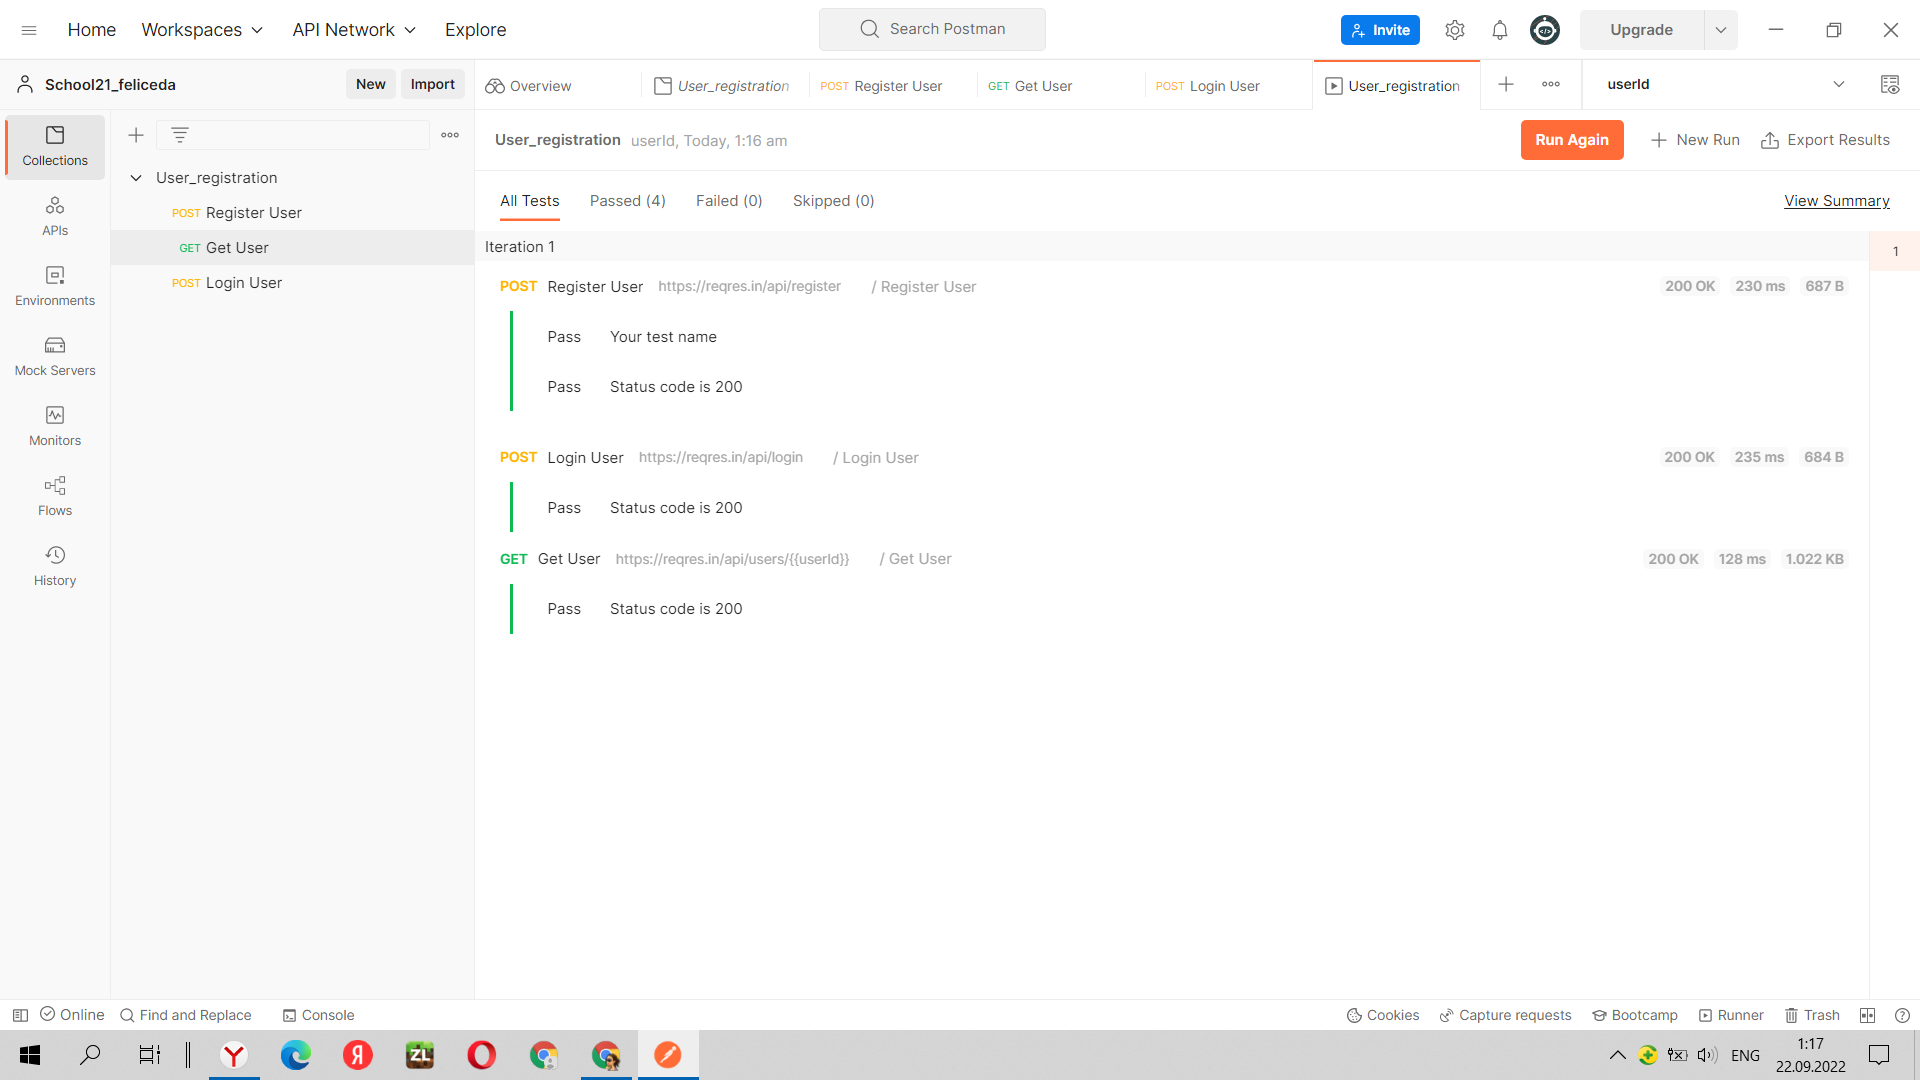 Home Workspaces API Network Explore Search Postman Invite Upgrade
School21_feliceda New Import Overview User_registration POST Register User GET Get User POST Login User User_registration userId
Collections
APIs
Environments
Mock Servers
Monitors
Flows
History
User_registration
POST Register User
GET Get User
POST Login User
User_registration userId, Today, 1:16 am Run Again New Run Export Results
All Tests Passed (4) Failed (0) Skipped (0) View Summary
Iteration 1 1
POST Register User https://reqres.in/api/register / Register User 200 OK 230 ms 687 B
Pass Your test name
Pass Status code is 200
POST Login User https://reqres.in/api/login / Login User 200 OK 235 ms 684 B
Pass Status code is 200
GET Get User https://reqres.in/api/users/{{userId}} / Get User 200 OK 128 ms 1.022 KB
Pass Status code is 200
Online Find and Replace Console Cookies Capture requests Bootcamp Runner Trash
Y Я ZL ENG 1:17
22.09.2022